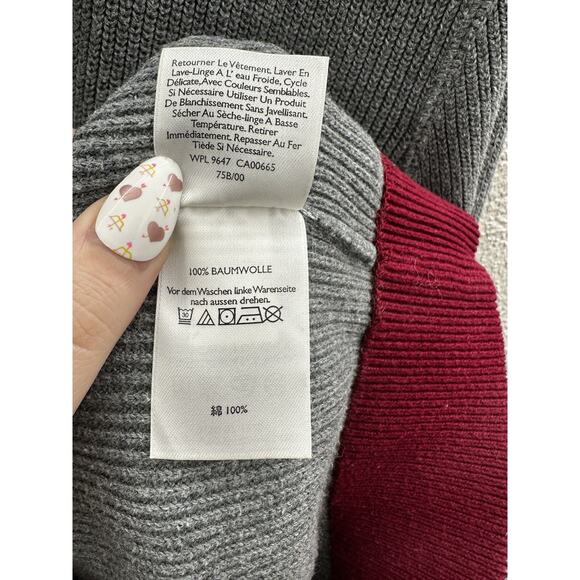 Retourner Le Vêtement. Laver En
Lave-Linge A L' eau Froide, Cycle
Délicate, Avec Couleurs Semblables.
Si Nécessaire Utiliser Un Produit
De Blanchissement Sans Javellisant.
Sécher Au Sèche-linge A Basse
Température. Retirer
Immédiatement. Repasser Au Fer
Tiède Si Nécessaire.
WPL 9647 CA00665
75B/00
100% BAUMWOLLE
Vor dem Waschen linke Warenseite
nach aussen drehen.
30
綿 100%